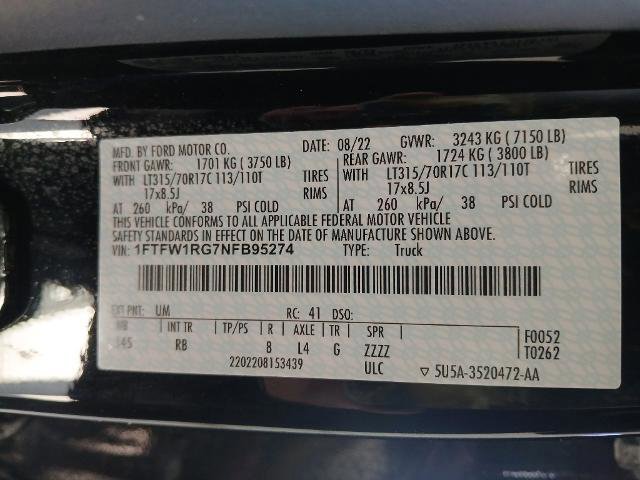 MFD. BY FORD MOTOR CO. DATE: 08/22 GVWR: 3243 KG ( 7150 LB)
FRONT GAWR: 1701 KG ( 3750 LB) REAR GAWR: 1724 KG ( 3800 LB)
WITH LT315/70R17C 113/110T TIRES WITH LT315/70R17C 113/110T TIRES
17x8.5J RIMS 17x8.5J RIMS
AT 260 kPa/ 38 PSI COLD AT 260 kPa/ 38 PSI COLD
THIS VEHICLE CONFORMS TO ALL APPLICABLE FEDERAL MOTOR VEHICLE
SAFETY STANDARDS IN EFFECT ON THE DATE OF MANUFACTURE SHOWN ABOVE.
VIN: 1FTFW1RG7NFB95274 TYPE: Truck
EXT PNT: UM RC: 41 DSO:
WB INT TR TP/PS R AXLE TR SPR F0052
145 RB 8 L4 G ZZZZ T0262
2202208153439 ULC ▽ 5U5A-3520472-AA